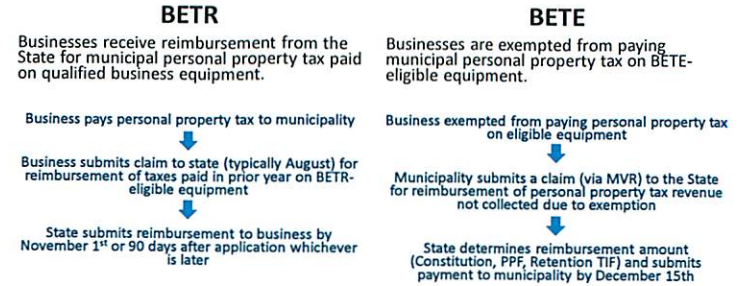 BETR
Businesses receive reimbursement from the
State for municipal personal property tax paid
on qualified business equipment.
Business pays personal property tax to municipality
Business submits claim to state (typically August) for
reimbursement of taxes paid in prior year on BETR-
eligible equipment
State submits reimbursement to business by
November 1st or 90 days after application whichever
is later
BETE
Businesses are exempted from paying
municipal personal property tax on BETE-
eligible equipment.
Business exempted from paying personal property tax
on eligible equipment
Municipality submits a claim (via MVR) to the State
for reimbursement of personal property tax revenue
not collected due to exemption
State determines reimbursement amount
(Constitution, PPF, Retention TIF) and submits
payment to municipality by December 15th